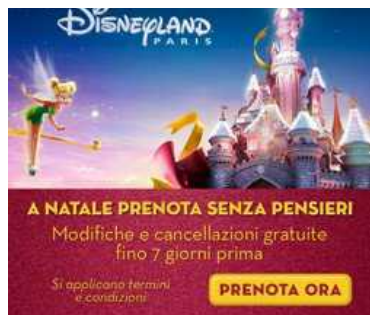 Disneyland
PARIS
A NATALE PRENOTA SENZA PENSIERI
Modifiche e cancellazioni gratuite
fino 7 giorni prima
Si applicano termini
e condizioni
PRENOTA ORA